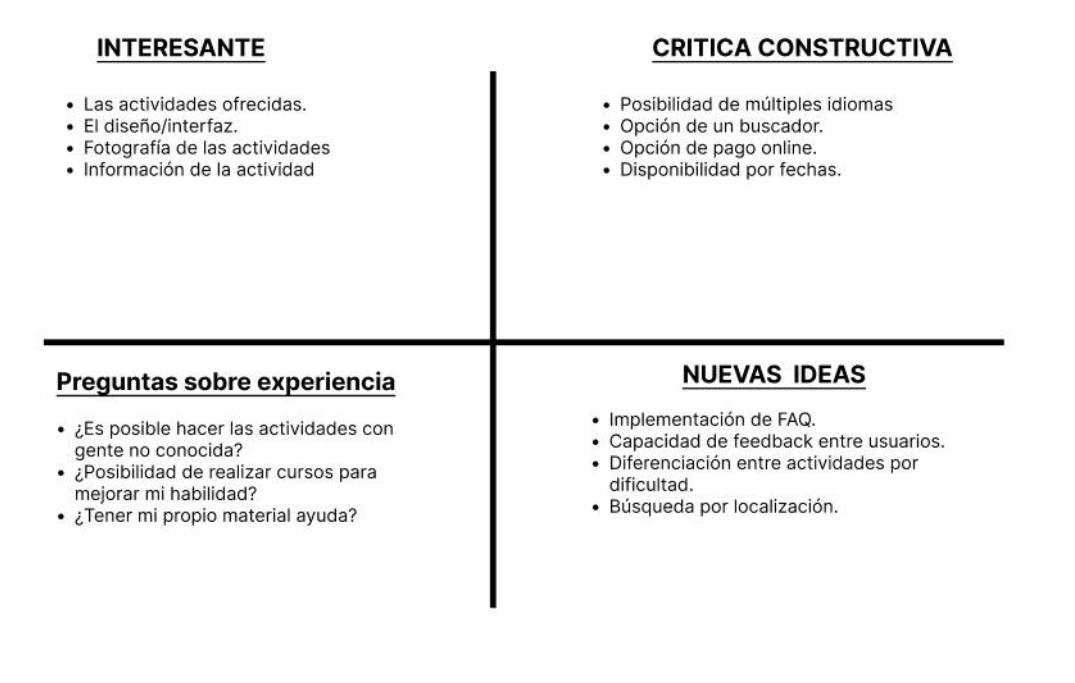 INTERESANTE
Las actividades ofrecidas.
El diseño/interfaz.
Fotografía de las actividades
Información de la actividad
CRITICA CONSTRUCTIVA
Posibilidad de múltiples idiomas
Opción de un buscador.
Opción de pago online.
Disponibilidad por fechas.
Preguntas sobre experiencia
¿Es posible hacer las actividades con
gente no conocida?
¿Posibilidad de realizar cursos para
mejorar mi habilidad?
¿Tener mi propio material ayuda?
NUEVAS IDEAS
Implementación de FAQ.
Capacidad de feedback entre usuarios.
Diferenciación entre actividades por
dificultad.
Búsqueda por localización.